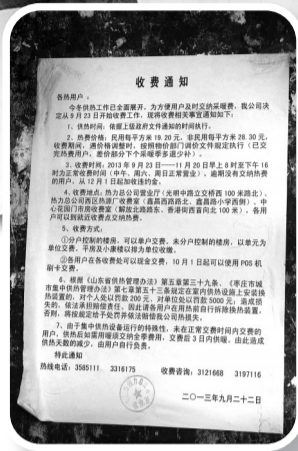 收费通知
各热用户：
今冬供热工作已全面展开，为方便用户及时交纳采暖费，我公司决
定从9月23日开始收费工作，现将收费相关事宜通知如下：
1、供热时间：依据上级政府文件通知的时间执行。
2、热费价格：民用每平方米19.20元，非民用每平方米28.30元，
收费期间，遇价格调整时，按照物价部门调价文件规定执行（已交
完热费用户，差价部分下个采暖季多退少补）。
3、收费时间：2013年9月23日——11月20日早上8时至下午16
时为正常收费时间（中午、周六、周日正常营业），逾期没有交纳热费
的用户，从12月1日起加收违约金。
4、收费地点：热力总公司营业厅（光明中路立交桥西100米路北）、
热力总公司西区热源厂收费室（鑫昌西路路北、鑫昌路小学西侧）、中
心花园门市房收费室（解放北路路东、香港街西首向北100米），各用
户可以到就近收费点交纳热费。
5、收费方式：
①分户控制的楼房，可以单户交费，未分户控制的楼房，以单元为
单位交费，平房及小康楼以排为单位收缴。
②各用户在各收费处可以现金交费，10月1日起可以使用POS机
刷卡交费。
6、根据《山东省供热管理办法》第五章第三十九条、《枣庄市城
市集中供热管理办法》第七章第五十三条规定在室内供热设施上安装换
热装置的，对个人处以罚款200元，对单位处以罚款5000元；造成损
失的，依法承担赔偿责任。因此请各用户在用热前自行拆除换热装置，
否则，将按规定给予处罚并依法赔偿我公司热损失。
7、由于集中供热设备运行的特殊性，未在正常交费时间内交费的
用户，供热后如需用暖须交纳全季费用，交费后3日内供暖，由此造成
供热天数的减少，由用户自行负责。
特此通知
热线电话：3585111 3316175 收费咨询：3121668 3197116
二〇一三年九月二十二日